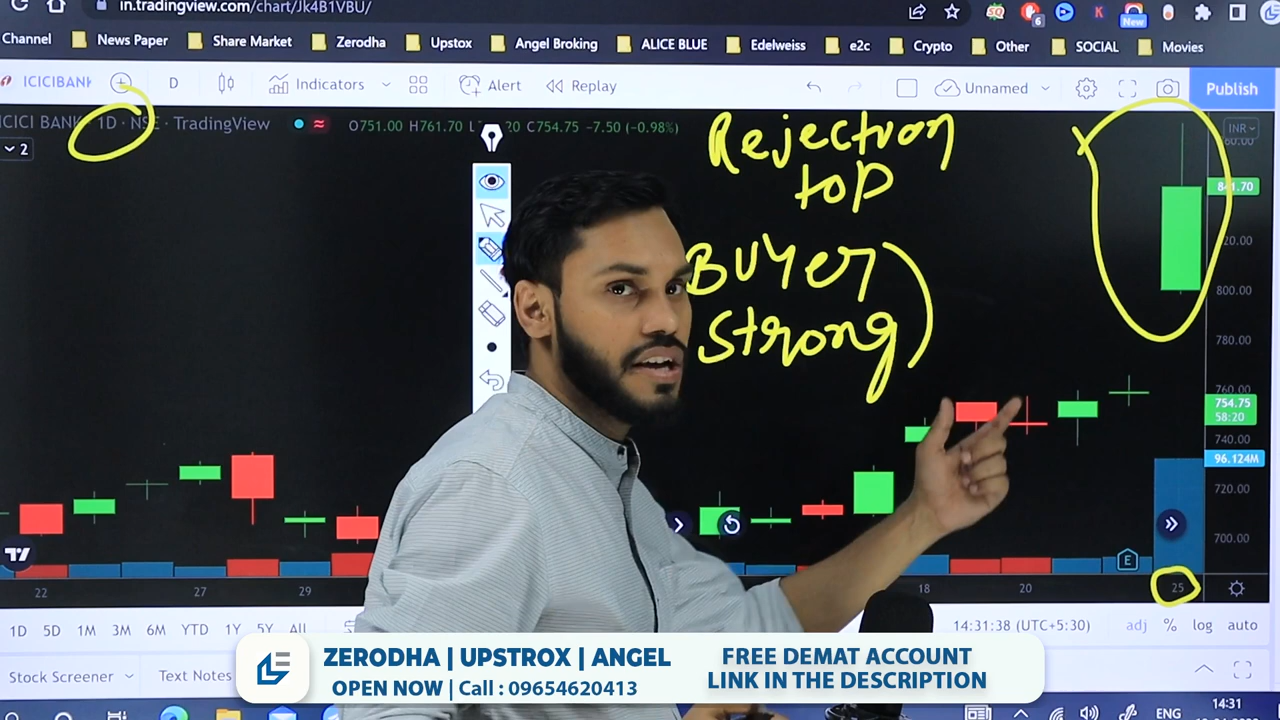 in.tradingview.com/chart/Jk4B1VBU/
6
New
Channel News Paper Share Market Zerodha Upstox Angel Broking ALICE BLUE Edelweiss e2c Crypto Other SOCIAL Movies
ICICIBANK D Indicators Alert Replay Unnamed Publish
ICICI BANK 1D · NSE · TradingView O751.00 H761.70 C754.75 -7.50 (-0.98%)
2
INR
Rejection
top
BUYer
Strong
841.70
800.00
780.00
760.00
754.75
58:20
740.00
96.124M
720.00
700.00
E
22 27 29 18 20 25
1D 5D 1M 3M 6M YTD 1Y 5Y All 14:31:38 (UTC+5:30) adj % log auto
Stock Screener Text Notes
ZERODHA | UPSTROX | ANGEL
OPEN NOW | Call : 09654620413
FREE DEMAT ACCOUNT
LINK IN THE DESCRIPTION
14:31
ENG